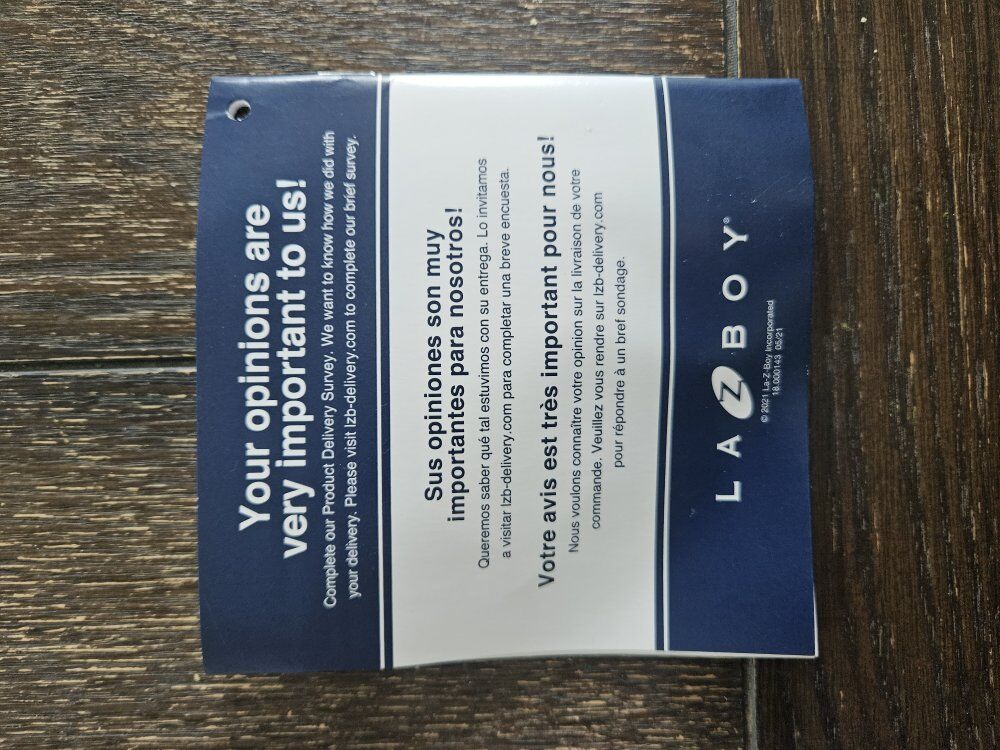 Your opinions are
very important to us!
Complete our Product Delivery Survey. We want to know how we did with
your delivery. Please visit lzb-delivery.com to complete our brief survey.
Sus opiniones son muy
importantes para nosotros!
Queremos saber qué tal estuvimos con su entrega. Lo invitamos
a visitar lzb-delivery.com para completar una breve encuesta.
Votre avis est très important pour nous!
Nous voulons connaître votre opinion sur la livraison de votre
commande. Veuillez vous rendre sur lzb-delivery.com
pour répondre à un bref sondage.
LA Z BOY®
© 2021 La-Z-Boy Incorporated
18.000143 05/21